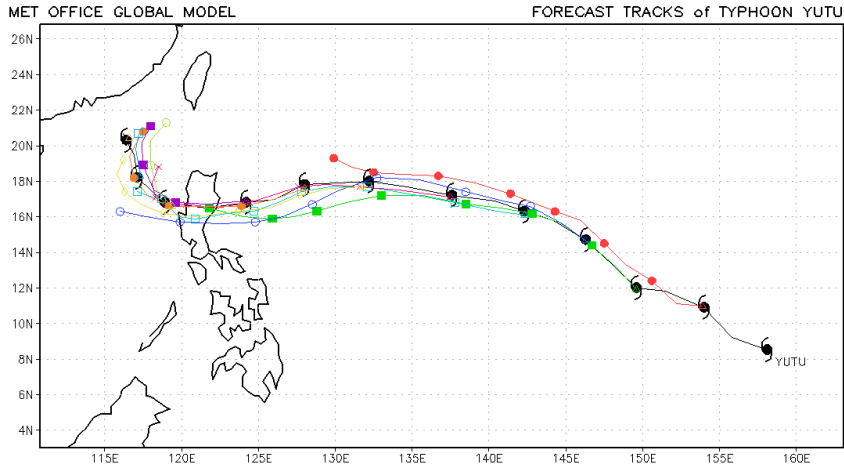 MET OFFICE GLOBAL MODEL
FORECAST TRACKS of TYPHOON YUTU
26N
24N
22N
20N
18N
16N
14N
12N
10N
8N
6N
4N
YUTU
115E 120E 125E 130E 135E 140E 145E 150E 155E 160E